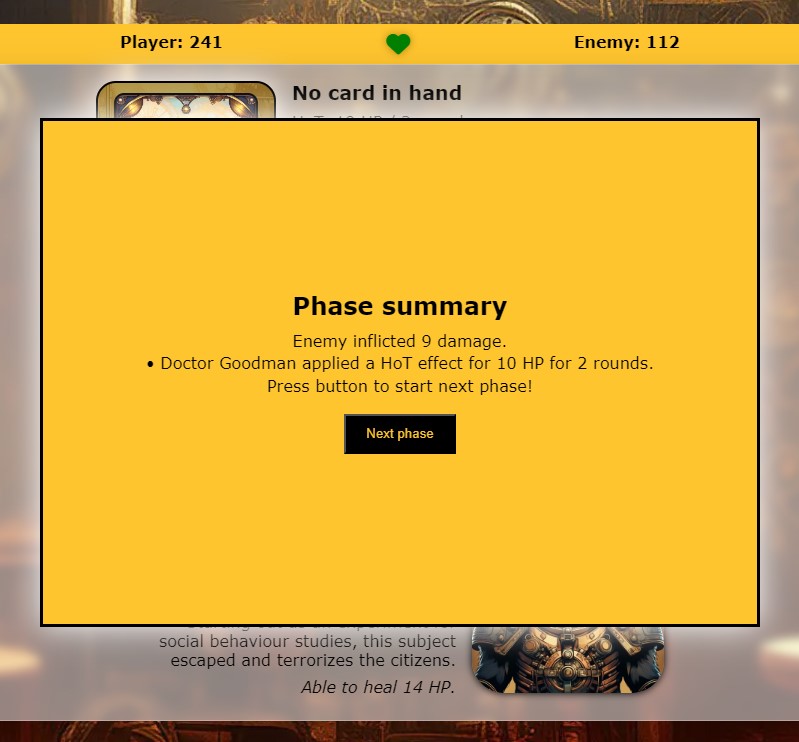 Player: 241
Enemy: 112
No card in hand
Phase summary
Enemy inflicted 9 damage.
• Doctor Goodman applied a HoT effect for 10 HP for 2 rounds.
Press button to start next phase!
Next phase
social behaviour studies, this subject
escaped and terrorizes the citizens.
Able to heal 14 HP.